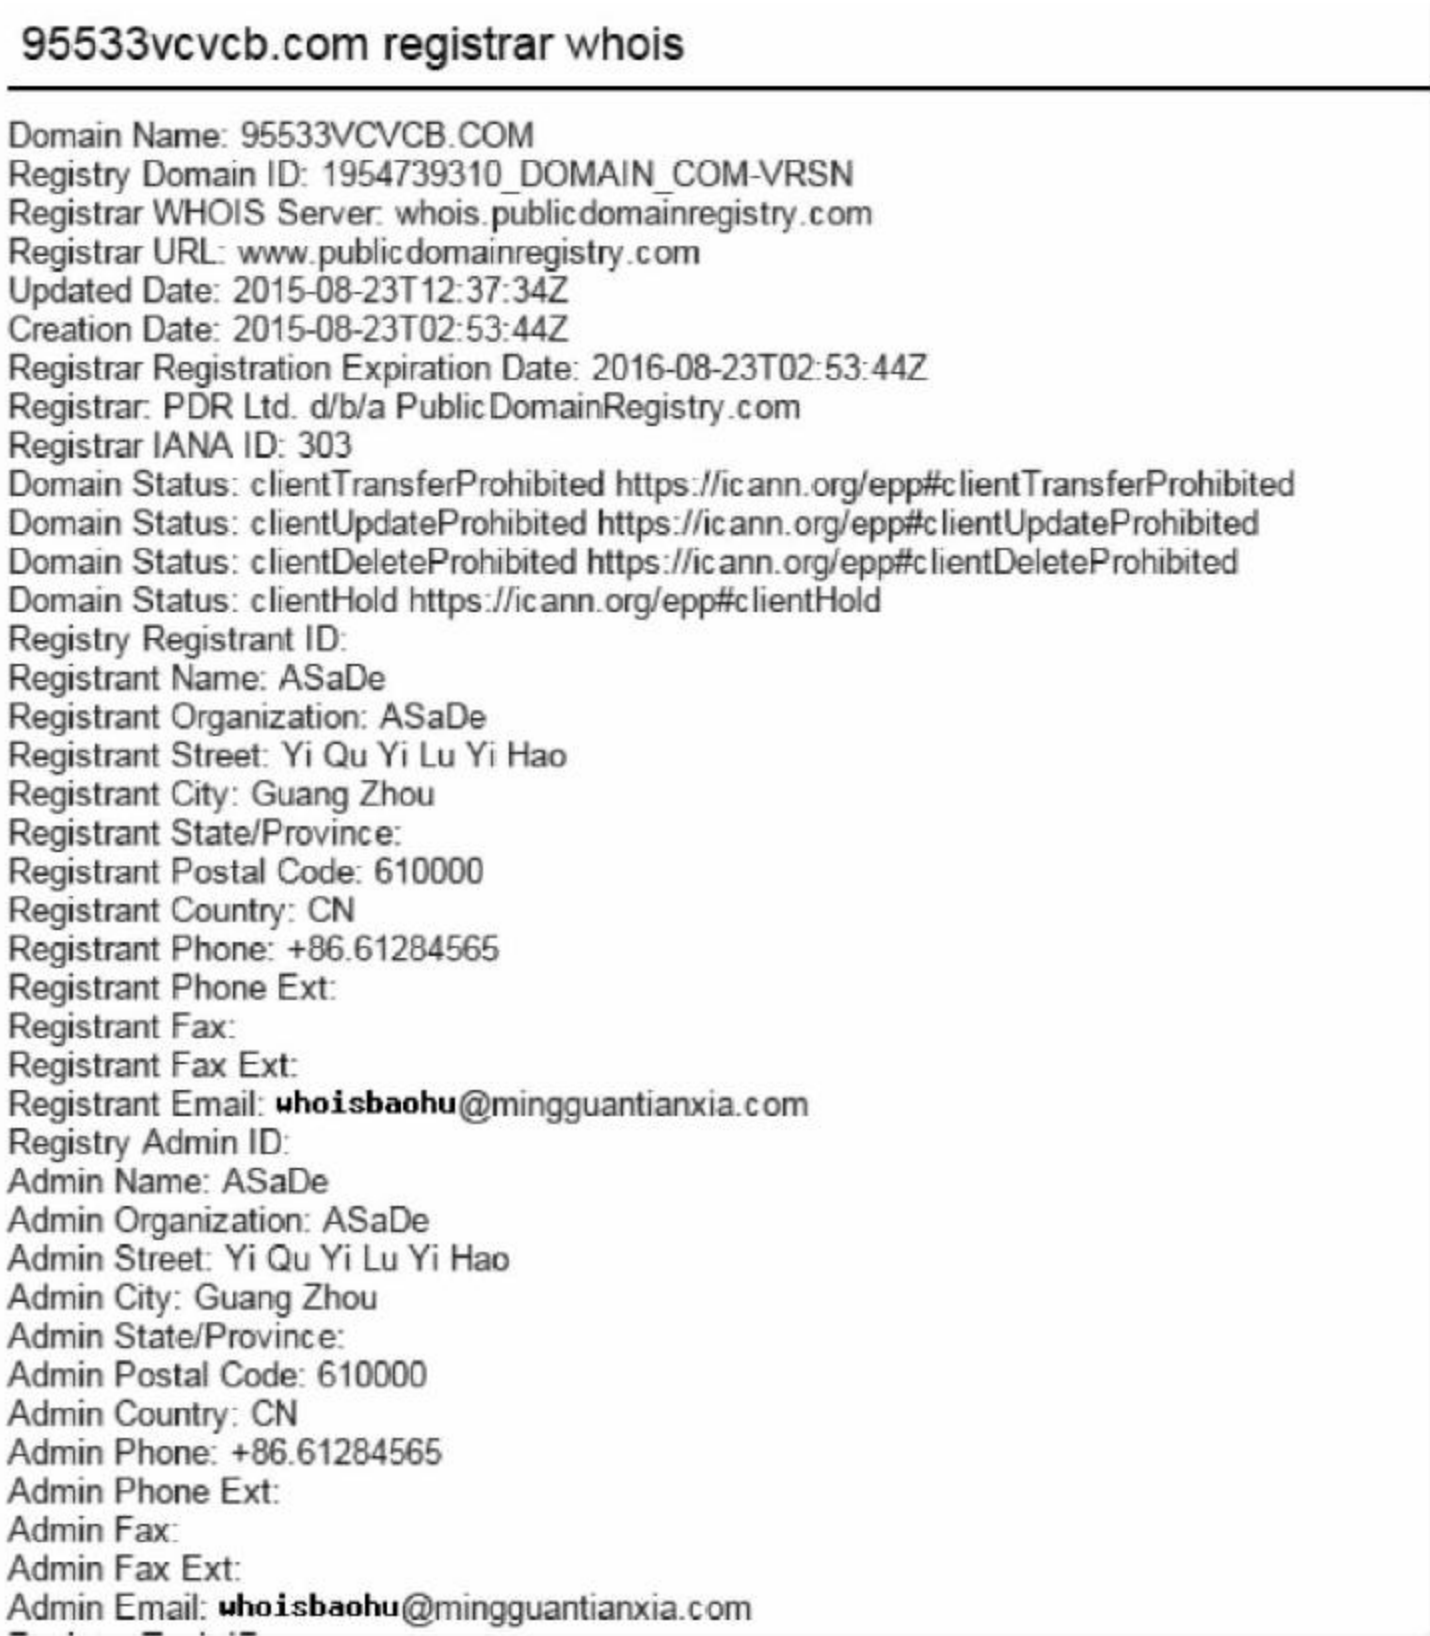 95533vcvcb.com registrar whois
Domain Name: 95533VCVCB.COM
Registry Domain ID: 1954739310_DOMAIN_COM-VRSN
Registrar WHOIS Server: whois.publicdomainregistry.com
Registrar URL: www.publicdomainregistry.com
Updated Date: 2015-08-23T12:37:34Z
Creation Date: 2015-08-23T02:53:44Z
Registrar Registration Expiration Date: 2016-08-23T02:53:44Z
Registrar: PDR Ltd. d/b/a PublicDomainRegistry.com
Registrar IANA ID: 303
Domain Status: clientTransferProhibited https://icann.org/epp#clientTransferProhibited
Domain Status: clientUpdateProhibited https://icann.org/epp#clientUpdateProhibited
Domain Status: clientDeleteProhibited https://icann.org/epp#clientDeleteProhibited
Domain Status: clientHold https://icann.org/epp#clientHold
Registry Registrant ID:
Registrant Name: ASaDe
Registrant Organization: ASaDe
Registrant Street: Yi Qu Yi Lu Yi Hao
Registrant City: Guang Zhou
Registrant State/Province:
Registrant Postal Code: 610000
Registrant Country: CN
Registrant Phone: +86.61284565
Registrant Phone Ext:
Registrant Fax:
Registrant Fax Ext:
Registrant Email: whoisbaohu@mingguantianxia.com
Registry Admin ID:
Admin Name: ASaDe
Admin Organization: ASaDe
Admin Street: Yi Qu Yi Lu Yi Hao
Admin City: Guang Zhou
Admin State/Province:
Admin Postal Code: 610000
Admin Country: CN
Admin Phone: +86.61284565
Admin Phone Ext:
Admin Fax:
Admin Fax Ext:
Admin Email: whoisbaohu@mingguantianxia.com